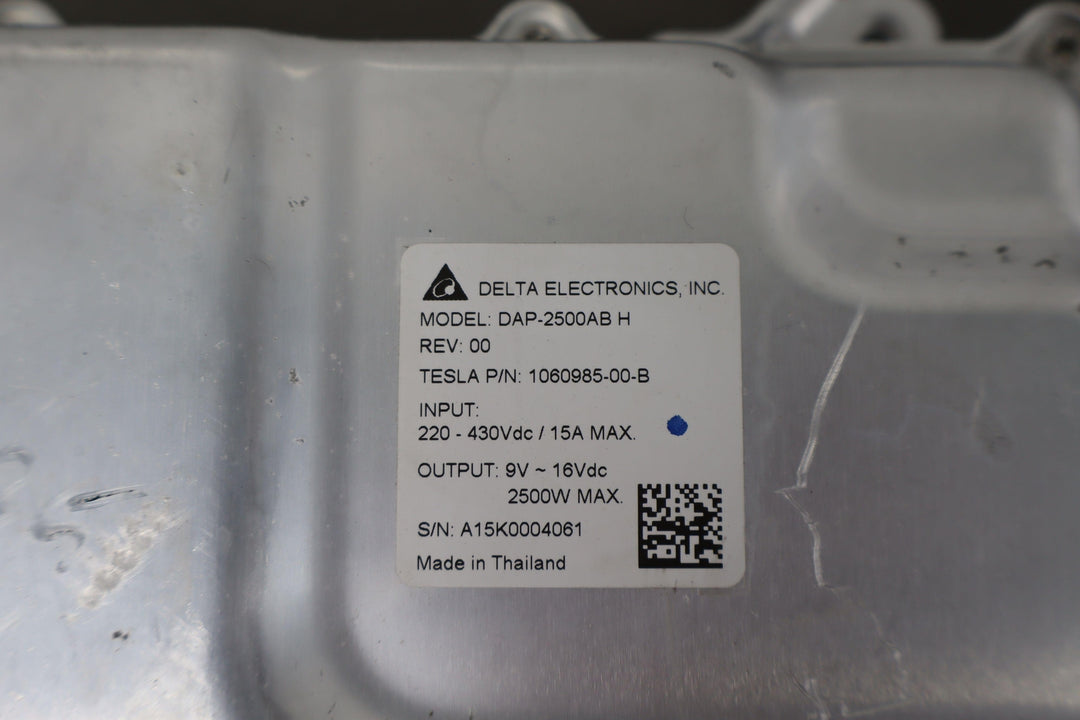 DELTA ELECTRONICS, INC.
MODEL: DAP-2500AB H
REV: 00
TESLA P/N: 1060985-00-B
INPUT:
220 - 430Vdc / 15A MAX.
OUTPUT: 9V ~ 16Vdc
2500W MAX.
S/N: A15K0004061
Made in Thailand